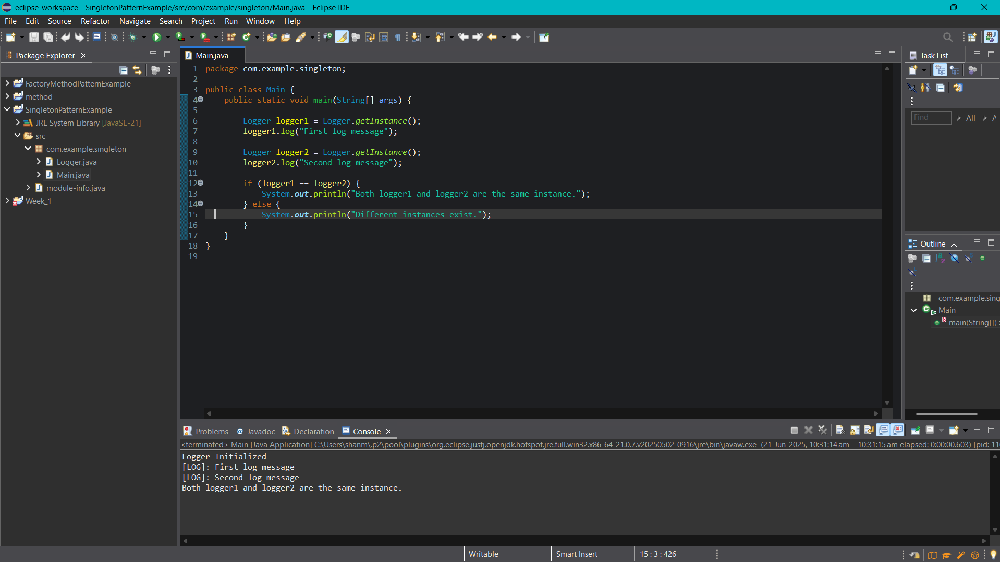 eclipse-workspace - SingletonPatternExample/src/com/example/singleton/Main.java - Eclipse IDE
File Edit Source Refactor Navigate Search Project Run Window Help
Package Explorer
FactoryMethodPatternExample
method
SingletonPatternExample
JRE System Library [JavaSE-21]
src
com.example.singleton
Logger.java
Main.java
module-info.java
Week_1
Main.java
1 package com.example.singleton;
2
3 public class Main {
4 public static void main(String[] args) {
5
6 Logger logger1 = Logger.getInstance();
7 logger1.log("First log message");
8
9 Logger logger2 = Logger.getInstance();
10 logger2.log("Second log message");
11
12 if (logger1 == logger2) {
13 System.out.println("Both logger1 and logger2 are the same instance.");
14 } else {
15 System.out.println("Different instances exist.");
16 }
17 }
18 }
19
Task List
Find All A
Outline
com.example.sing
Main
main(String[]) :
Problems Javadoc Declaration Console
<terminated> Main [Java Application] C:\Users\shanm\.p2\pool\plugins\org.eclipse.justj.openjdk.hotspot.jre.full.win32.x86_64_21.0.7.v20250502-0916\jre\bin\javaw.exe (21-Jun-2025, 10:31:14 am – 10:31:15 am elapsed: 0:00:00.603) [pid: 11
Logger Initialized
[LOG]: First log message
[LOG]: Second log message
Both logger1 and logger2 are the same instance.
Writable Smart Insert 15 : 3 : 426